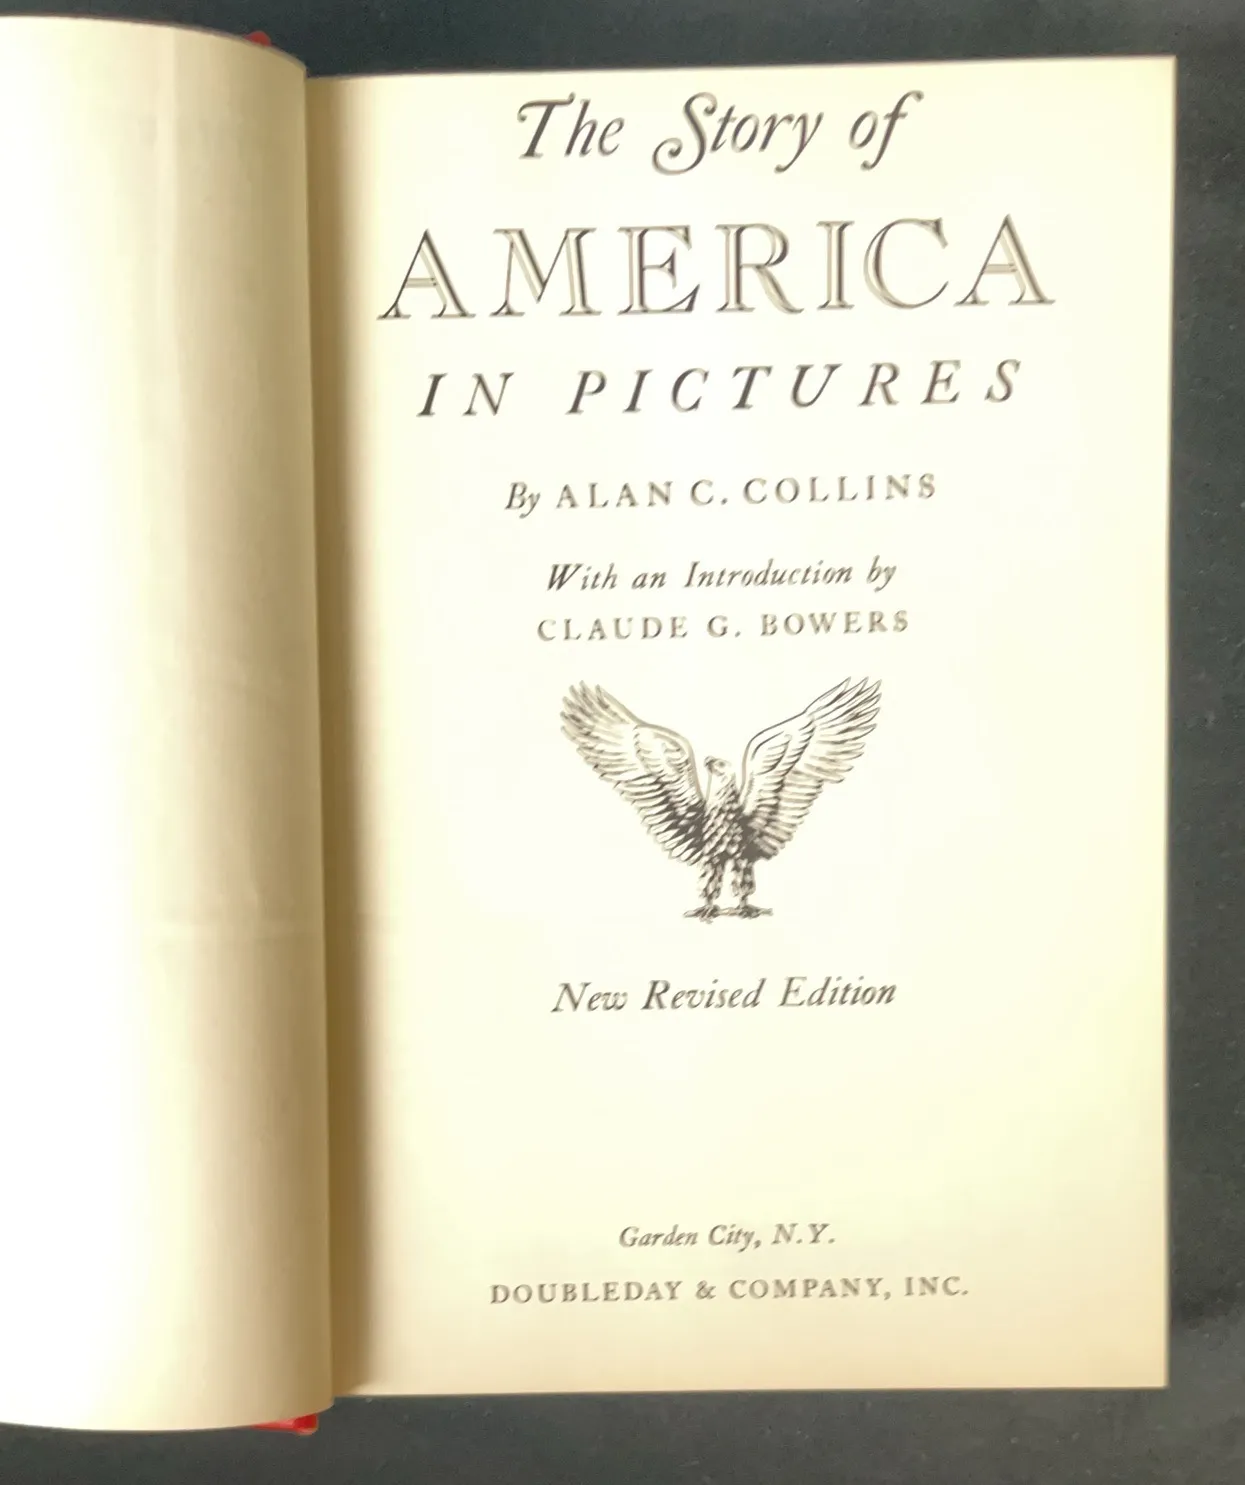 The Story of
AMERICA
IN PICTURES
By ALAN C. COLLINS
With an Introduction by
CLAUDE G. BOWERS
New Revised Edition
Garden City, N.Y.
DOUBLEDAY & COMPANY, INC.